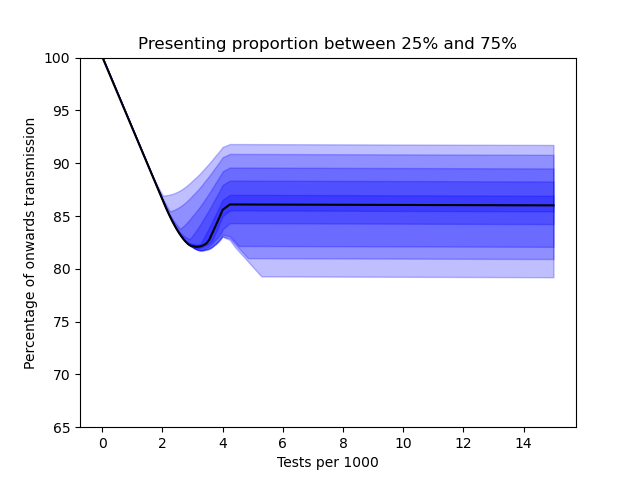 Presenting proportion between 25% and 75%
100
95
90
85
80
75
70
65
Percentage of onwards transmission
0 2 4 6 8 10 12 14
Tests per 1000